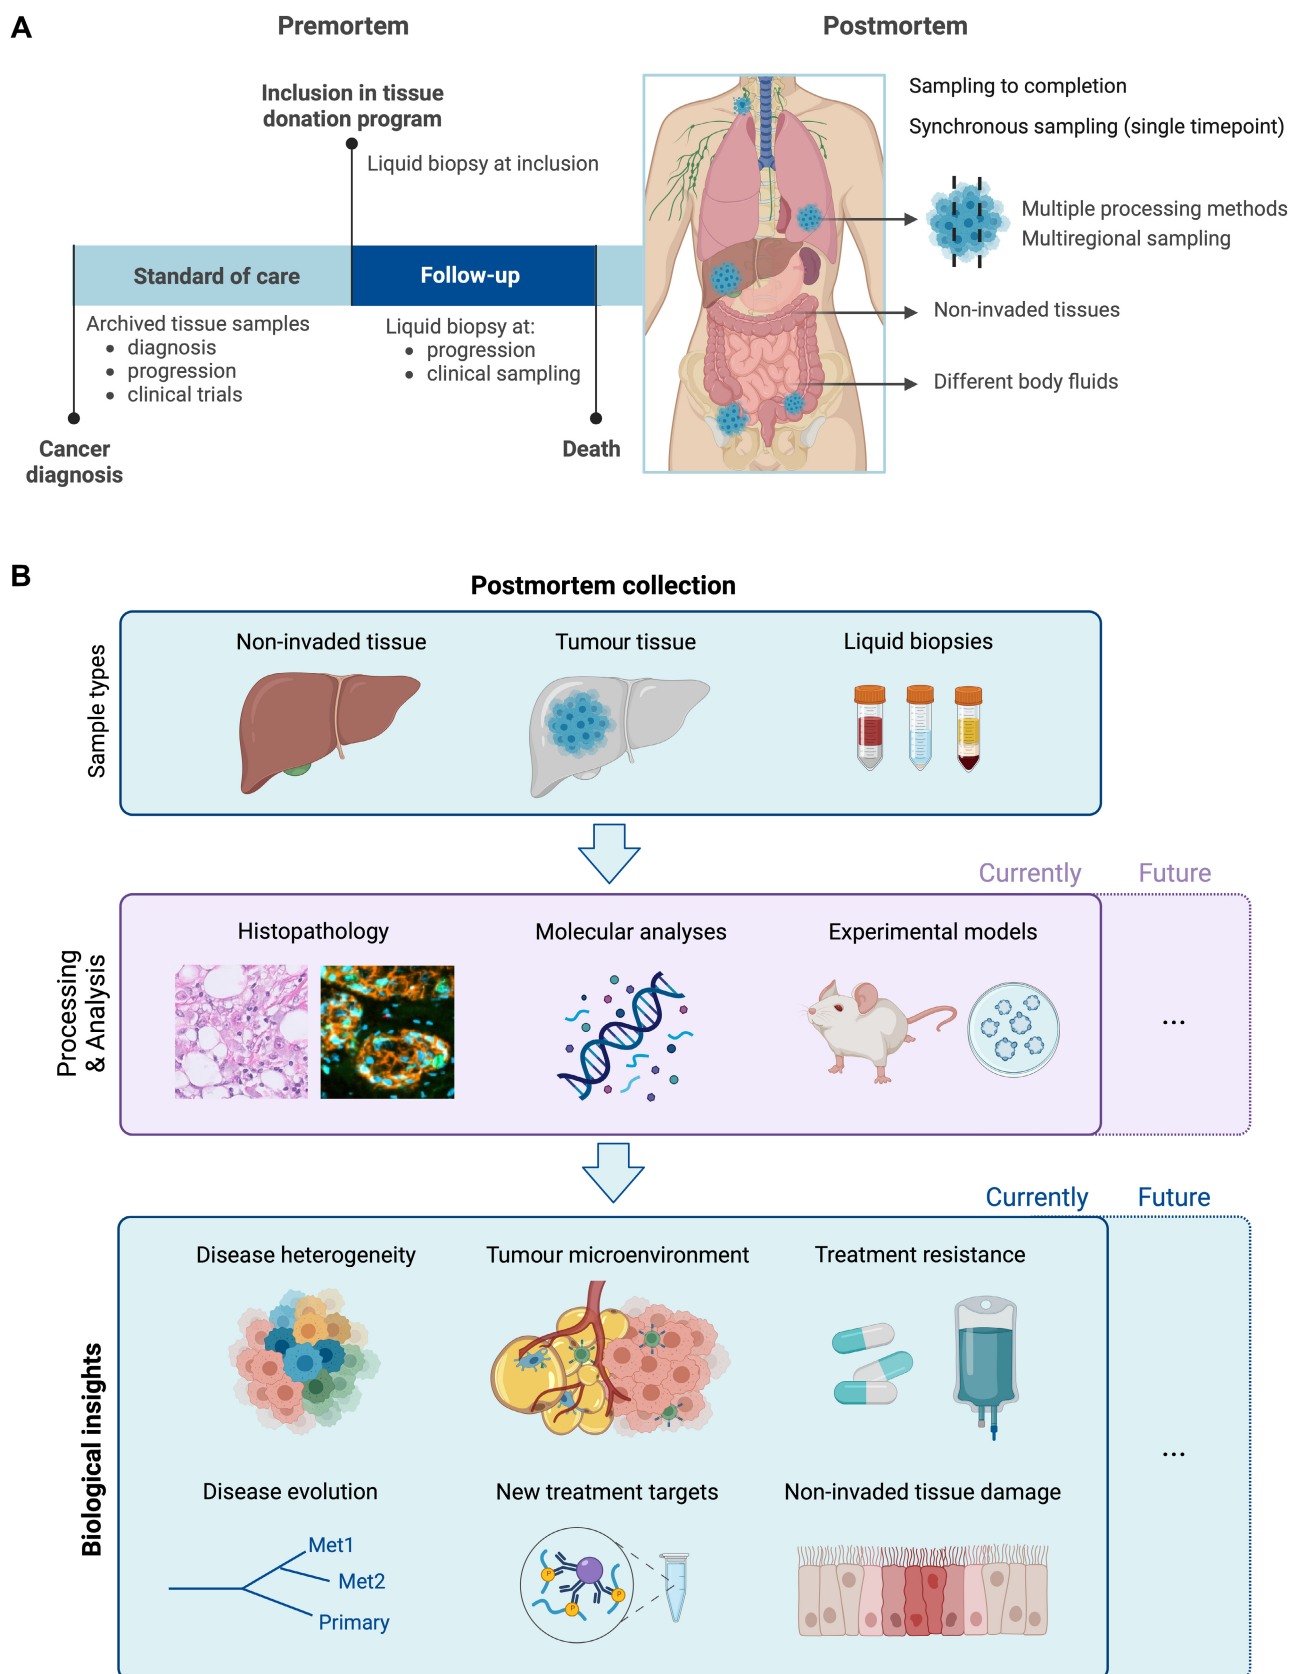 A
Premortem
Postmortem
Inclusion in tissue
donation program
Liquid biopsy at inclusion
Standard of care
Follow-up
Archived tissue samples
• diagnosis
• progression
• clinical trials
Liquid biopsy at:
• progression
• clinical sampling
Cancer
diagnosis
Death
Sampling to completion
Synchronous sampling (single timepoint)
Multiple processing methods
Multiregional sampling
Non-invaded tissues
Different body fluids
B
Postmortem collection
Sample types
Non-invaded tissue
Tumour tissue
Liquid biopsies
Currently
Future
Processing
& Analysis
Histopathology
Molecular analyses
Experimental models
...
Currently
Future
Biological insights
Disease heterogeneity
Tumour microenvironment
Treatment resistance
...
Disease evolution
New treatment targets
Non-invaded tissue damage
Met1
Met2
Primary
P
P
P